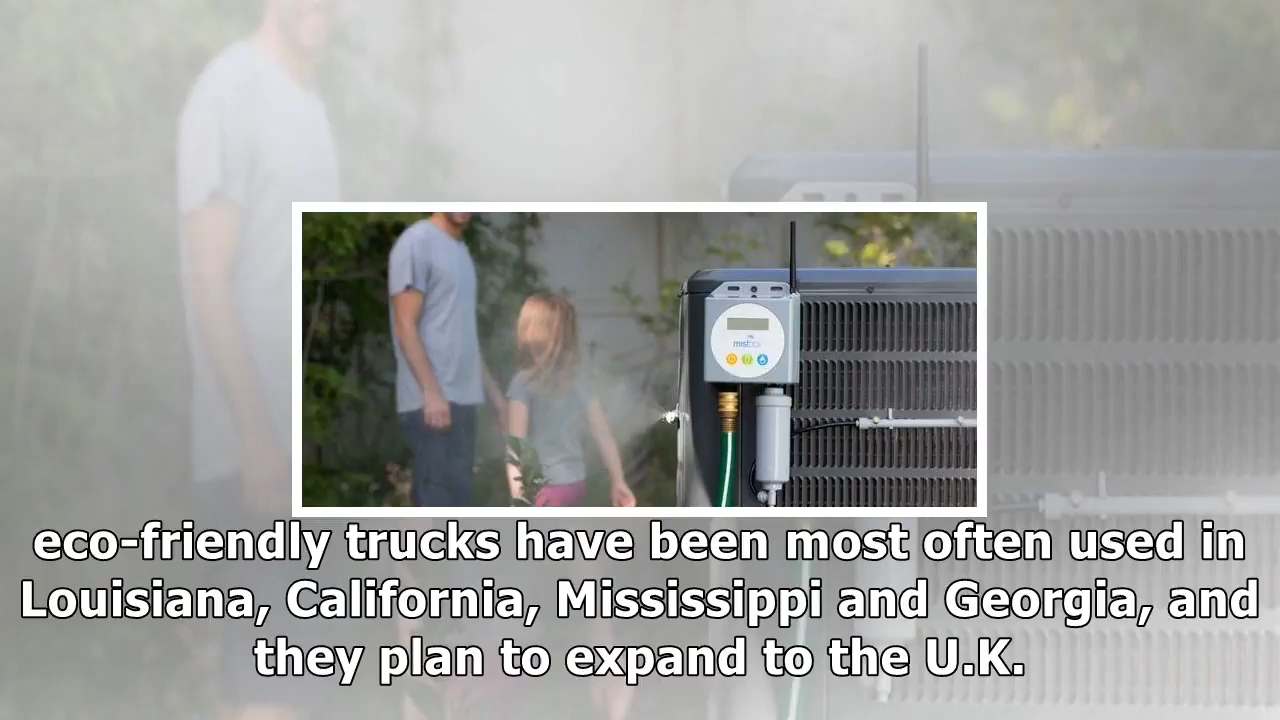 mistbox
eco-friendly trucks have been most often used in
Louisiana, California, Mississippi and Georgia, and
they plan to expand to the U.K.